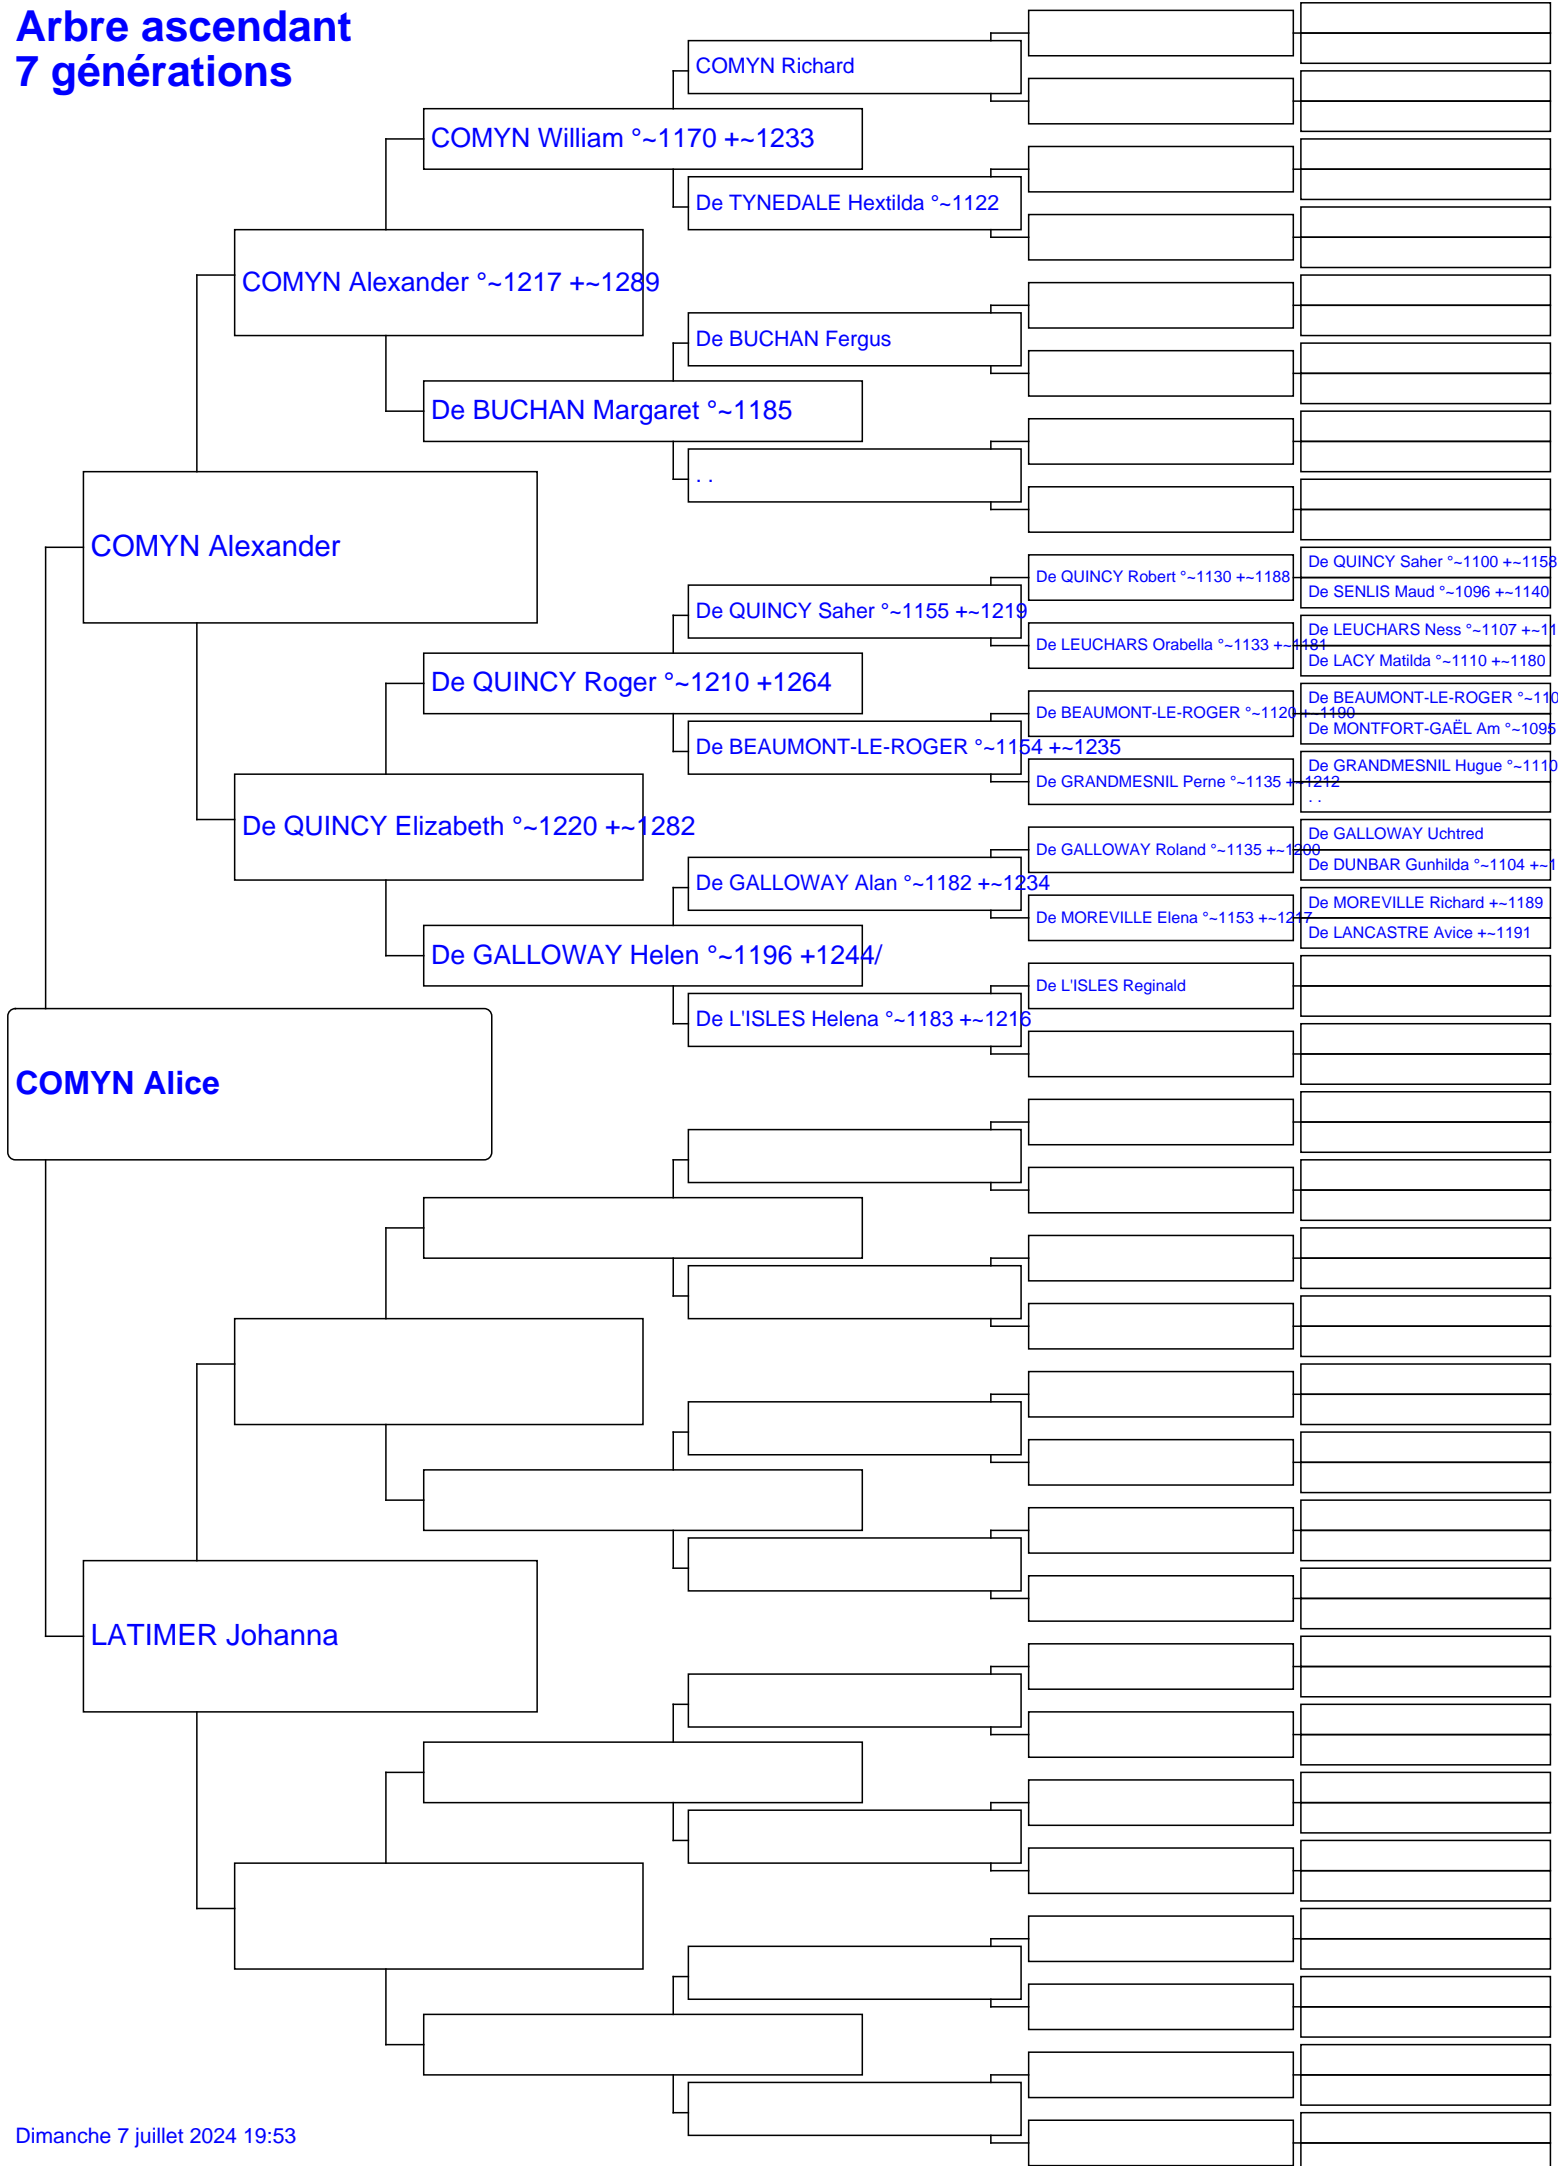 Arbre ascendant
7 générations
COMYN Richard
COMYN William °~1170 +~1233
De TYNEDALE Hextilda °~1122
COMYN Alexander °~1217 +~1289
De BUCHAN Fergus
De BUCHAN Margaret °~1185
. .
COMYN Alexander
De QUINCY Saher °~1100 +~1158
De QUINCY Robert °~1130 +~1188
De SENLIS Maud °~1096 +~1140
De QUINCY Saher °~1155 +~1219
De LEUCHARS Ness °~1107 +~11
De LEUCHARS Orabella °~1133 +~1181
De LACY Matilda °~1110 +~1180
De QUINCY Roger °~1210 +1264
De BEAUMONT-LE-ROGER °~110
De BEAUMONT-LE-ROGER °~1120 +~1190
De MONTFORT-GAËL Am °~1095
De BEAUMONT-LE-ROGER °~1154 +~1235
De GRANDMESNIL Hugue °~1110
De GRANDMESNIL Perne °~1135 +~1212
. .
De QUINCY Elizabeth °~1220 +~1282
De GALLOWAY Uchtred
De GALLOWAY Roland °~1135 +~1200
De DUNBAR Gunhilda °~1104 +~1
De GALLOWAY Alan °~1182 +~1234
De MOREVILLE Richard +~1189
De MOREVILLE Elena °~1153 +~1217
De LANCASTRE Avice +~1191
De GALLOWAY Helen °~1196 +1244/
De L'ISLES Reginald
De L'ISLES Helena °~1183 +~1216
COMYN Alice
LATIMER Johanna
Dimanche 7 juillet 2024 19:53